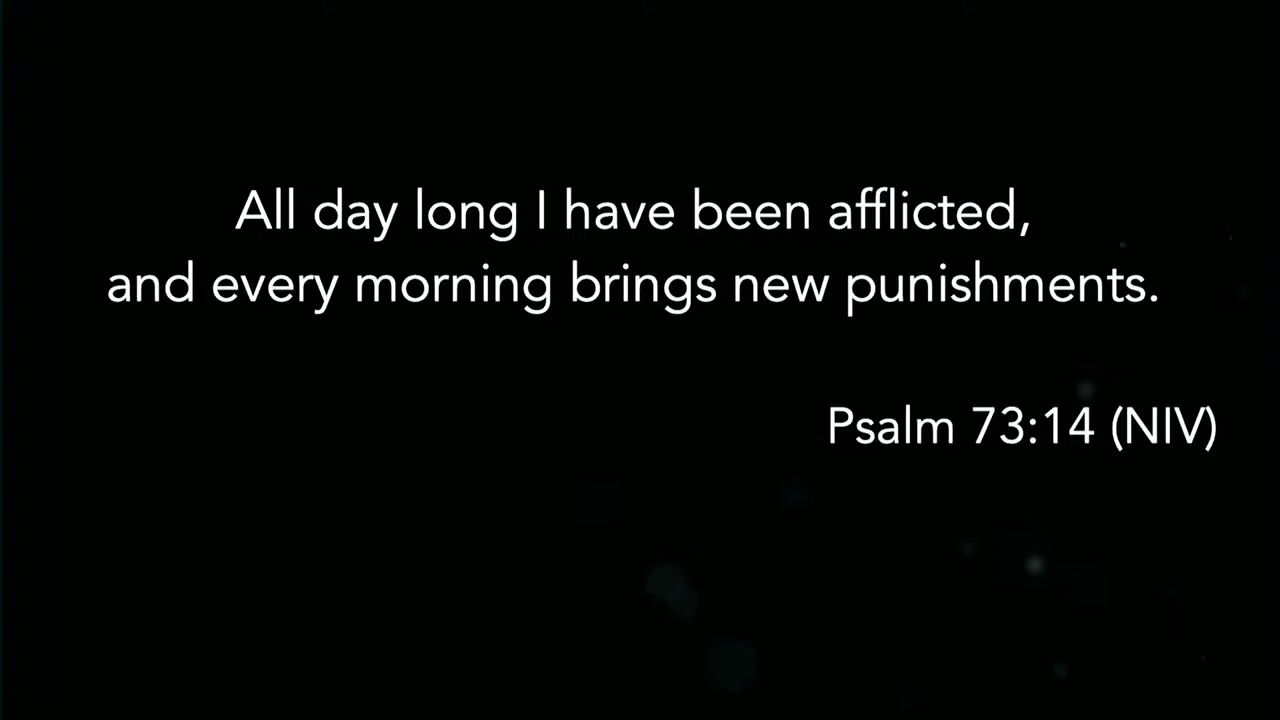 All day long I have been afflicted,
and every morning brings new punishments.
Psalm 73:14 (NIV)